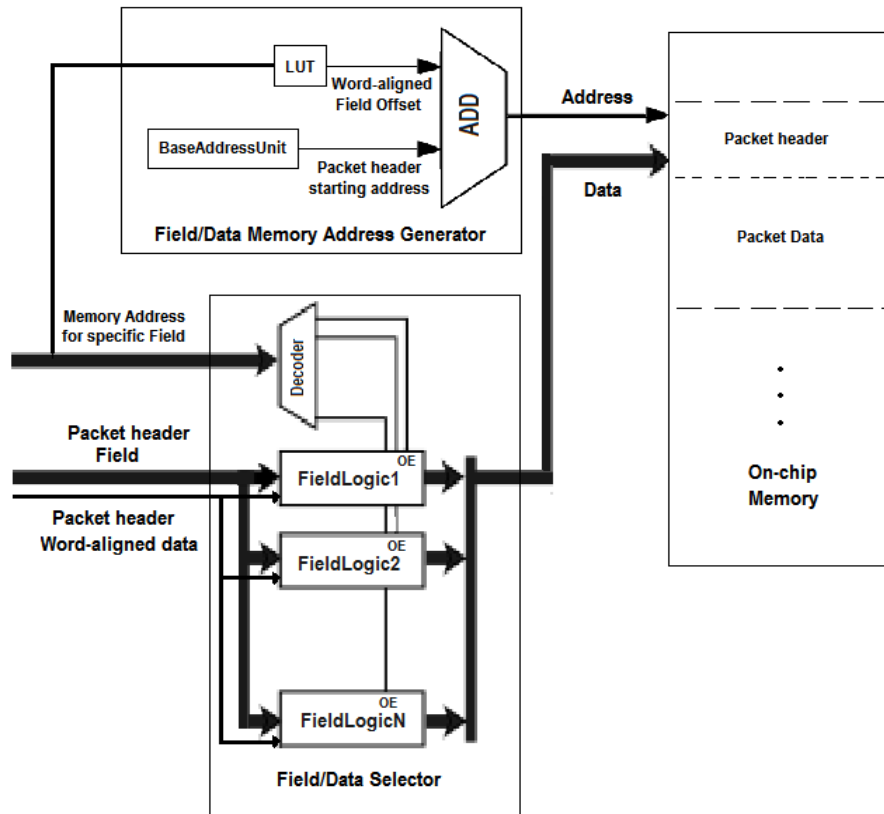 LUT
Word-aligned
Field Offset
ADD
BaseAddressUnit
Packet header
starting address
Field/Data Memory Address Generator
Address
Data
Packet header
Packet Data
On-chip
Memory
Memory Address
for specific Field
Decoder
Packet header
Field
Packet header
Word-aligned data
OE
FieldLogic1
OE
FieldLogic2
OE
FieldLogicN
Field/Data Selector